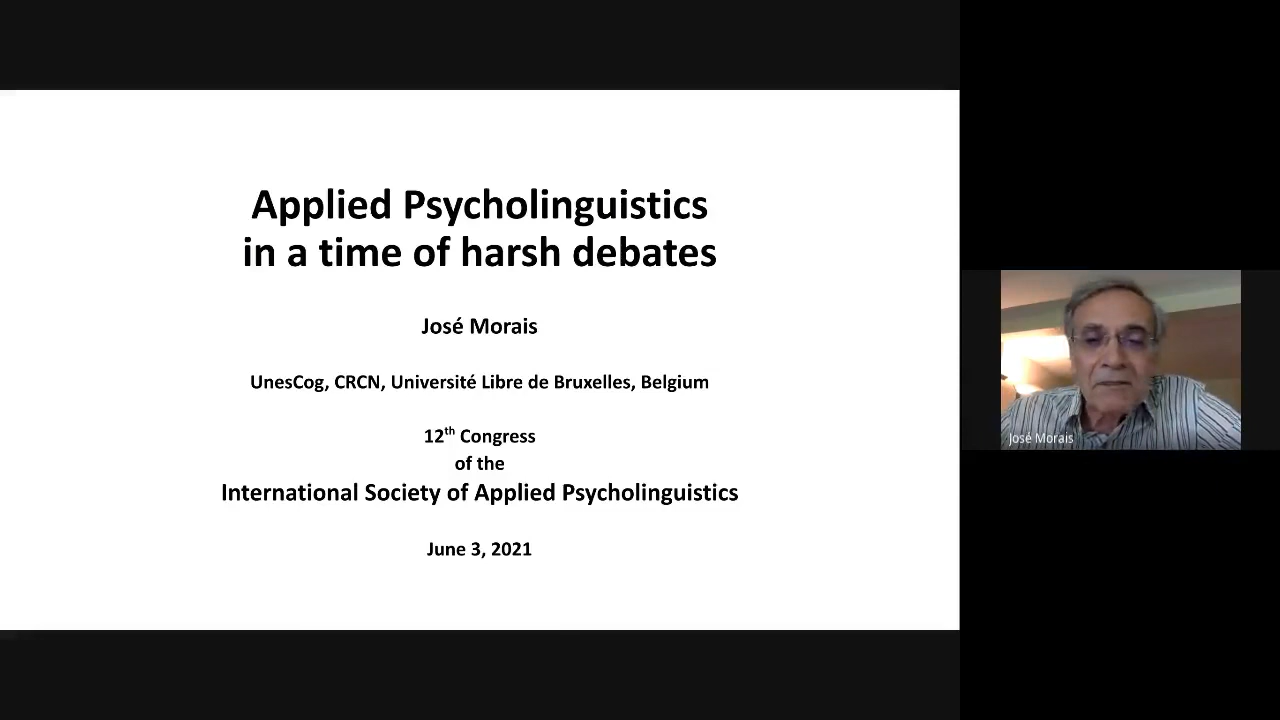 Applied Psycholinguistics
in a time of harsh debates
José Morais
UnesCog, CRCN, Université Libre de Bruxelles, Belgium
12th Congress
of the
International Society of Applied Psycholinguistics
June 3, 2021
José Morais